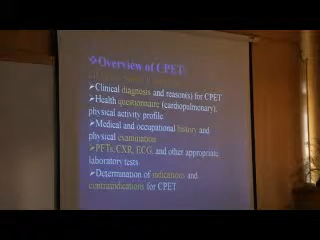 ❖Overview of CPET
➢Clinical diagnosis and reason(s) for CPET
➢Health questionnaire (cardiopulmonary),
physical activity profile
➢Medical and occupational history and
physical examination
➢PFTs, CXR, ECG, and other appropriate
laboratory tests
➢Determination of indications and
contraindications for CPET